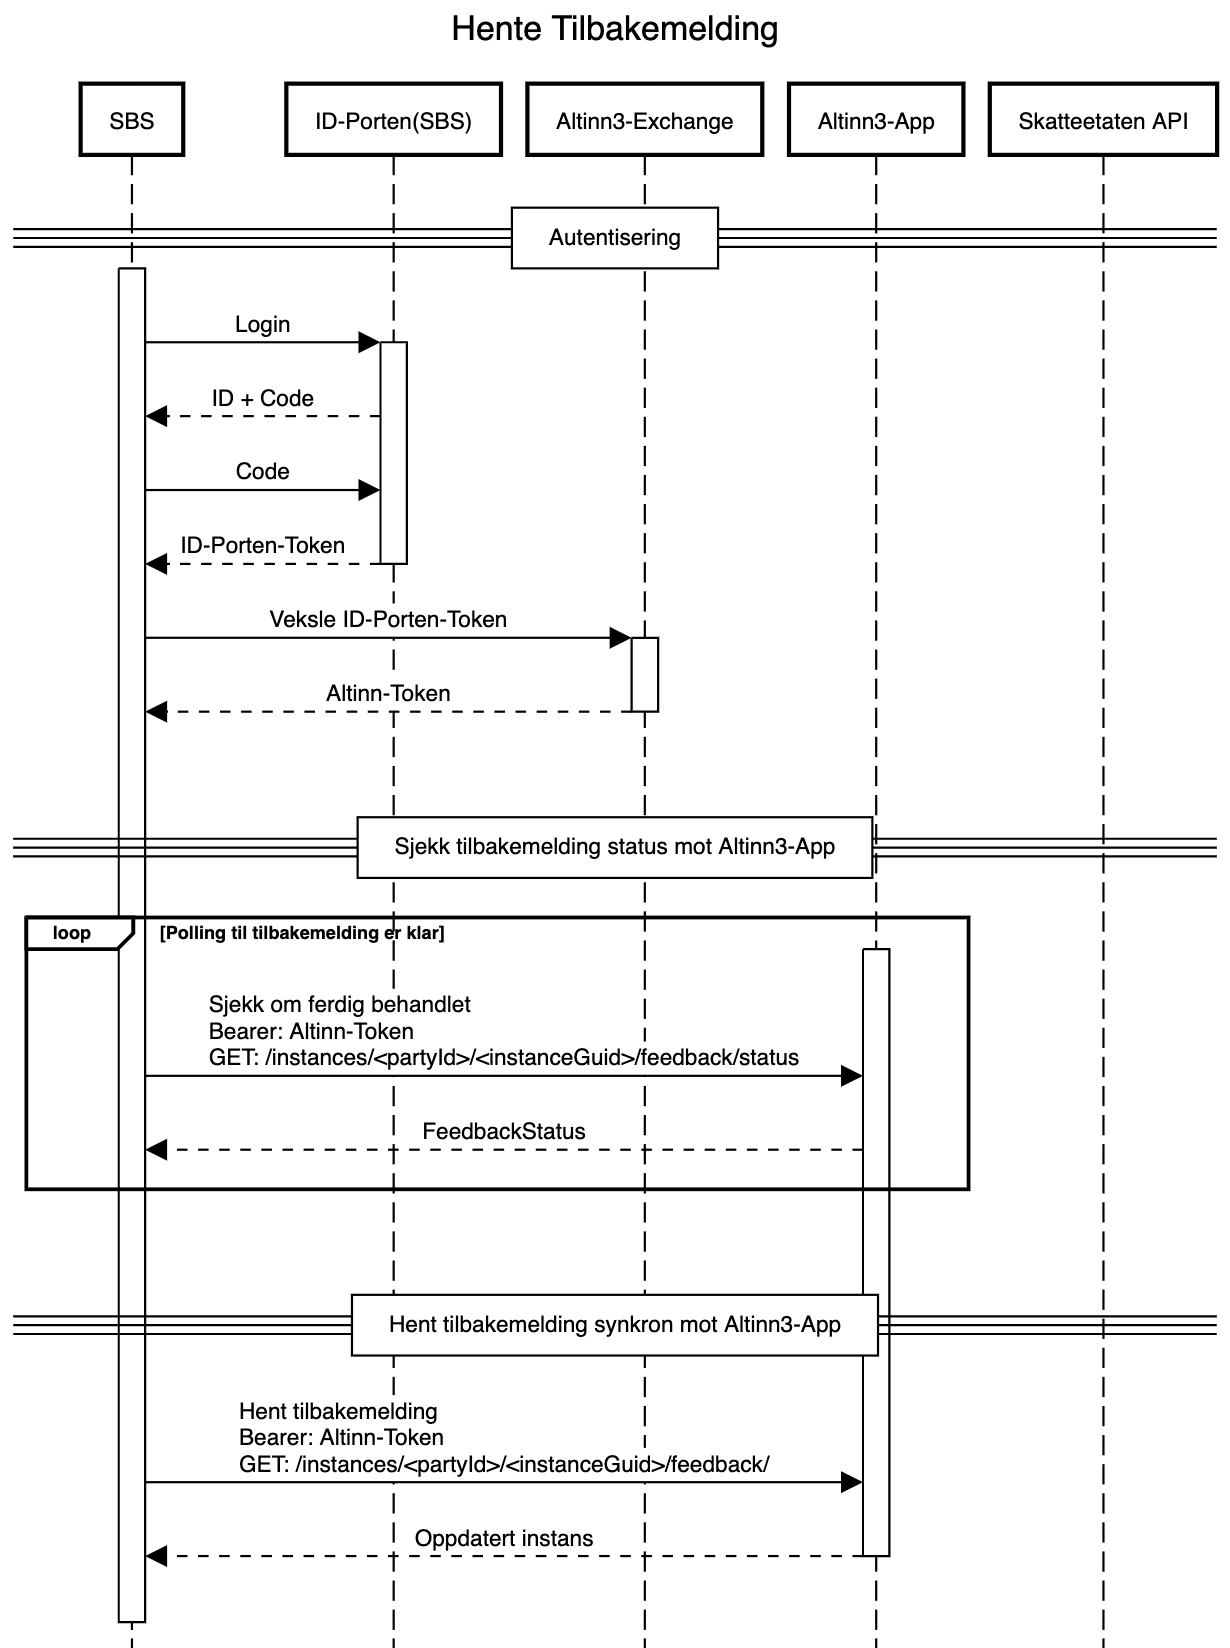 Hente Tilbakemelding
SBS
ID-Porten(SBS)
Altinn3-Exchange
Altinn3-App
Skatteetaten API
Autentisering
Login
ID + Code
Code
ID-Porten-Token
Veksle ID-Porten-Token
Altinn-Token
Sjekk tilbakemelding status mot Altinn3-App
loop
[Polling til tilbakemelding er klar]
Sjekk om ferdig behandlet
Bearer: Altinn-Token
GET: /instances/<partyId>/<instanceGuid>/feedback/status
FeedbackStatus
Hent tilbakemelding synkron mot Altinn3-App
Hent tilbakemelding
Bearer: Altinn-Token
GET: /instances/<partyId>/<instanceGuid>/feedback/
Oppdatert instans